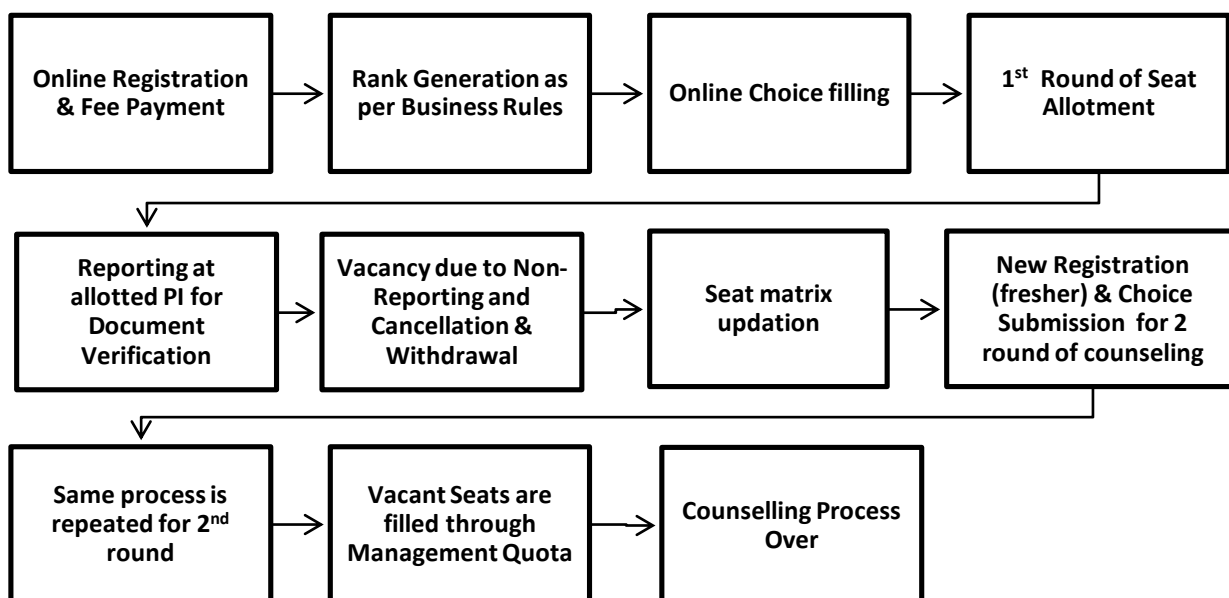 Online Registration
& Fee Payment
Rank Generation as
per Business Rules
Online Choice filling
1st Round of Seat
Allotment
Reporting at
allotted PI for
Document
Verification
Vacancy due to Non-
Reporting and
Cancellation &
Withdrawal
Seat matrix
updation
New Registration
(fresher) & Choice
Submission for 2
round of counseling
Same process is
repeated for 2nd
round
Vacant Seats are
filled through
Management Quota
Counselling Process
Over